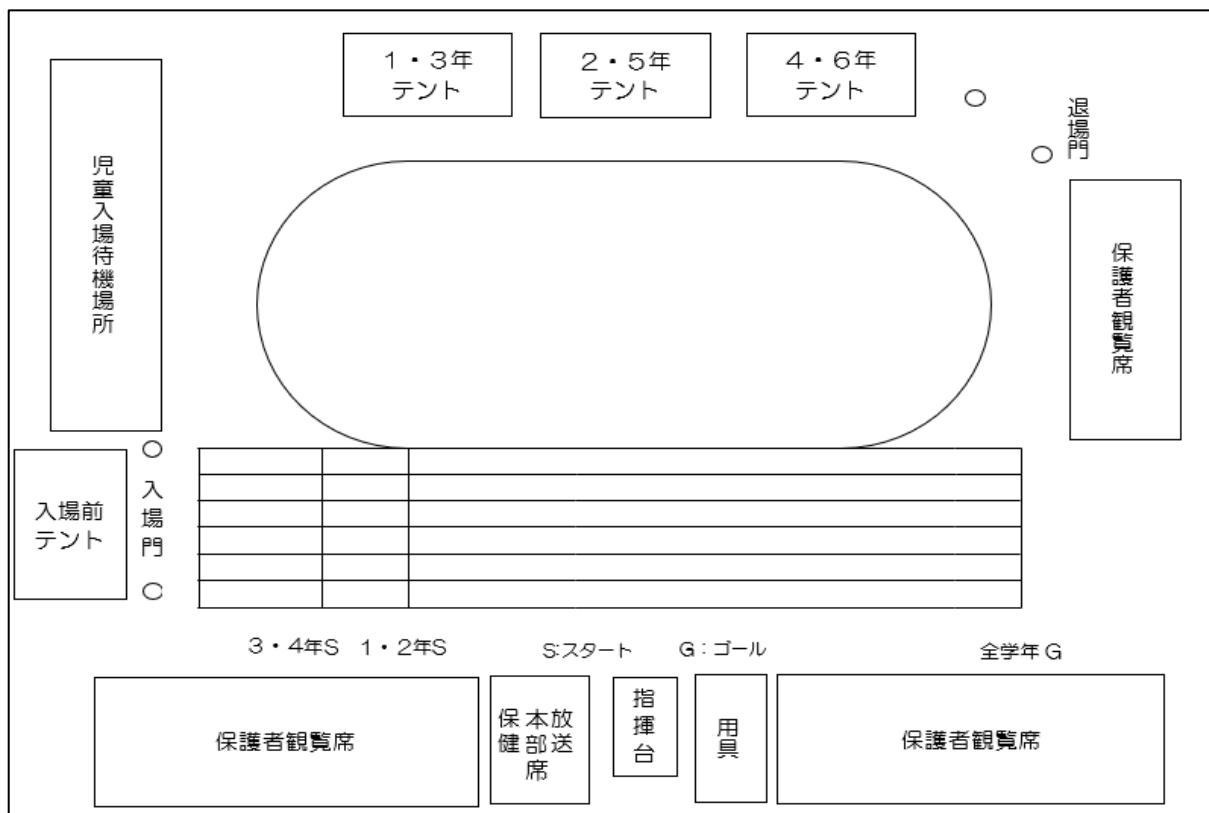 1・3年
テント
2・5年
テント
4・6年
テント
退場門
児童入場待機場所
保護者観覧席
入場前
テント
入場門
3・4年S
1・2年S
S:スタート
G:ゴール
全学年G
保護者観覧席
放送席
本部
保健
指揮台
用具
保護者観覧席